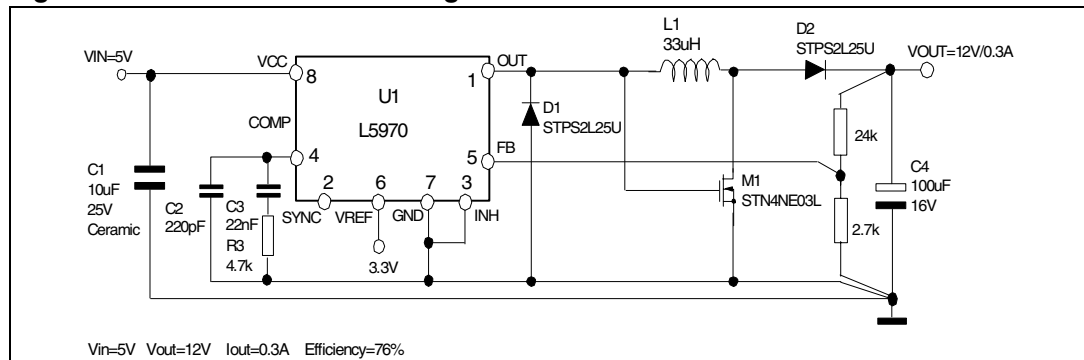 L1
33uH
D2
STPS2L25U
VIN=5V
VCC
8
OUT
1
VOUT=12V/0.3A
U1
L5970
D1
STPS2L25U
COMP
4
FB
5
24k
C1
10uF
25V
Ceramic
C2
220pF
C3
22nF
R3
4.7k
2
SYNC
6
VREF
7
GND
3
INH
3.3V
M1
STN4NE03L
C4
100uF
16V
2.7k
Vin=5V Vout=12V Iout=0.3A Efficiency=76%